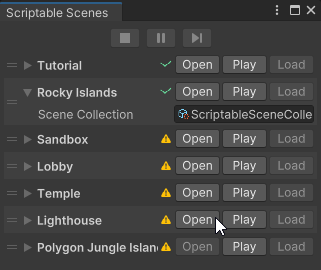 Scriptable Scenes
Tutorial Open Play Load
Rocky Islands Open Play Load
Scene Collection ScriptableSceneColle
Sandbox Open Play Load
Lobby Open Play Load
Temple Open Play Load
Lighthouse Open Play Load
Polygon Jungle Islan Open Play Load